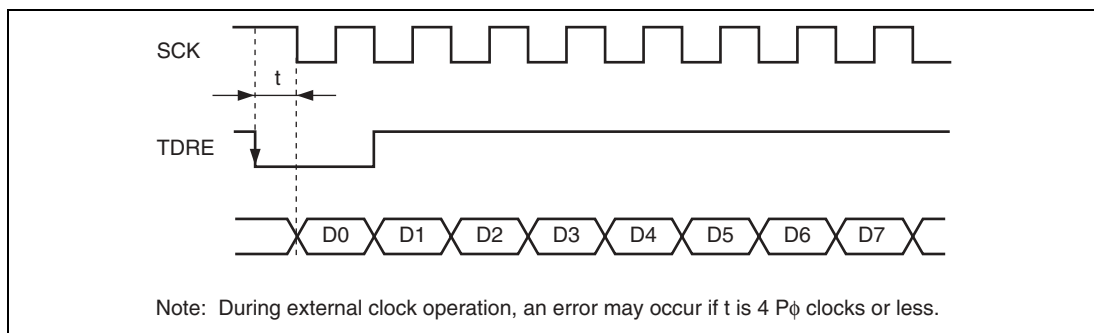 SCK
t
TDRE
D0 D1 D2 D3 D4 D5 D6 D7
Note: During external clock operation, an error may occur if t is 4 Pϕ clocks or less.